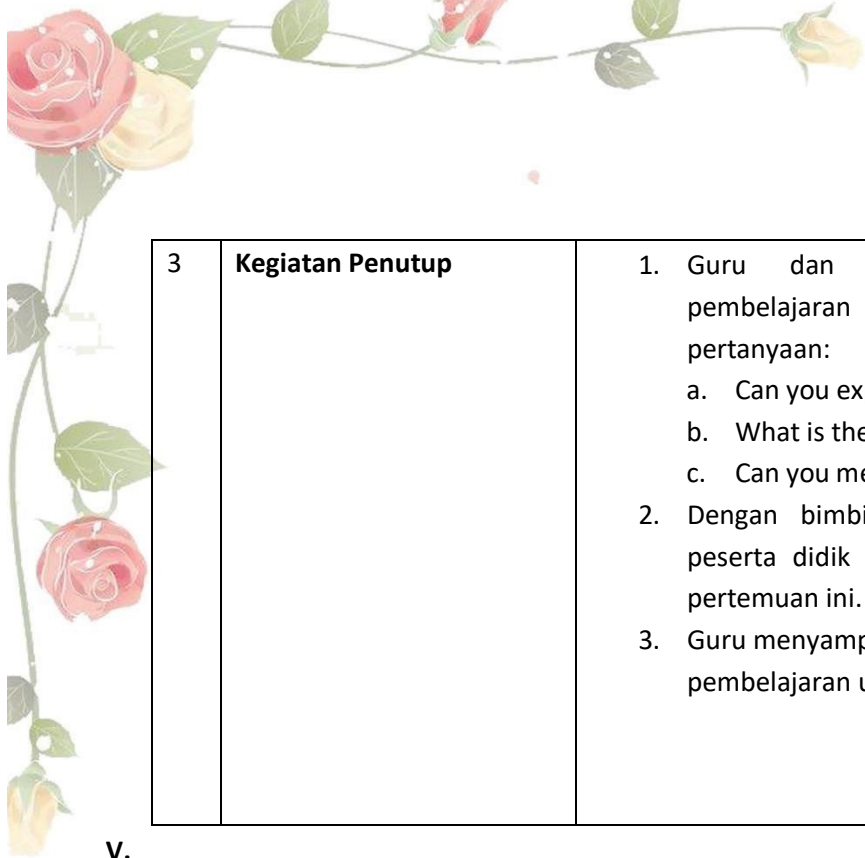 3 Kegiatan Penutup 1. Guru dan
pembelajaran
pertanyaan:
a. Can you ex
b. What is the
c. Can you me
2. Dengan bimbi
peserta didik
pertemuan ini.
3. Guru menyamp
pembelajaran u
V.